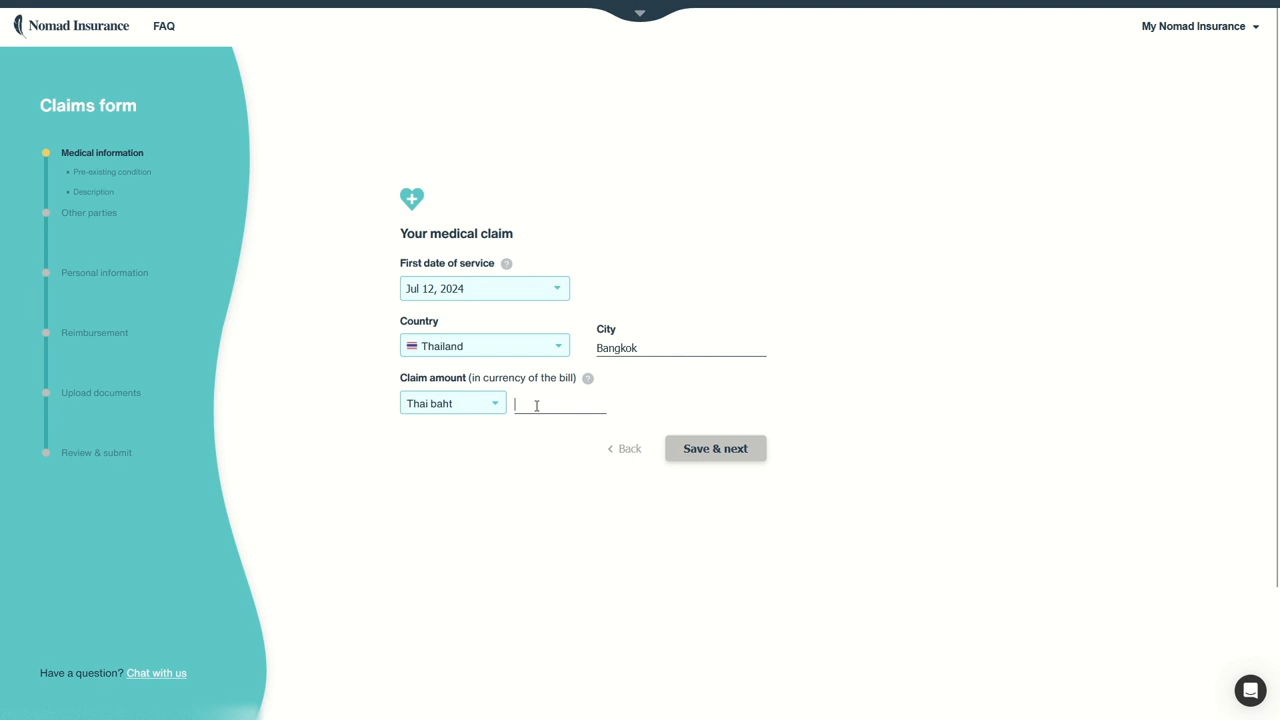 Nomad Insurance
FAQ
My Nomad Insurance
Claims form
Medical information
• Pre-existing condition
• Description
Other parties
Personal information
Reimbursement
Upload documents
Review & submit
Have a question? Chat with us
Your medical claim
First date of service ?
Jul 12, 2024
Country
Thailand
City
Bangkok
Claim amount (in currency of the bill) ?
Thai baht
Back
Save & next